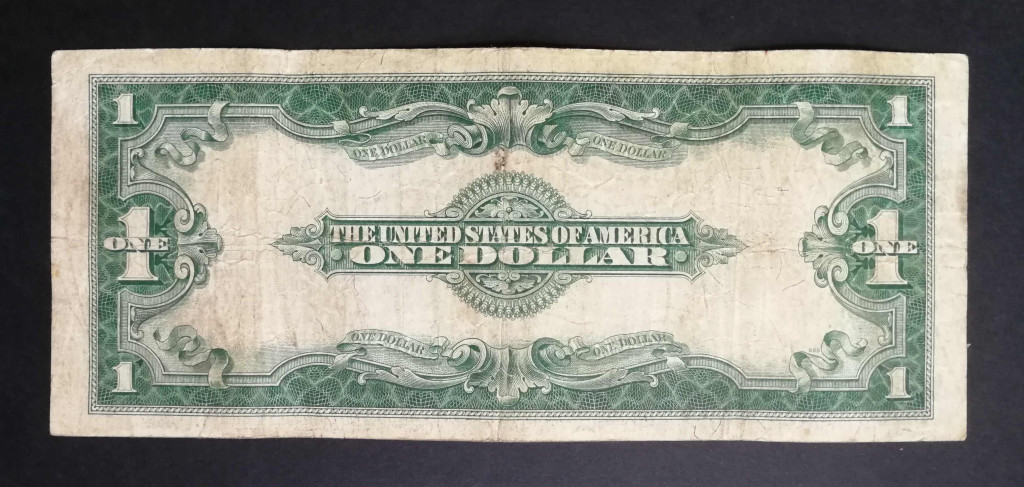 1 1
ONE DOLLAR ONE DOLLAR
THE UNITED STATES OF AMERICA
1 ONE 1 ONE
ONE DOLLAR
ONE DOLLAR ONE DOLLAR
1 1